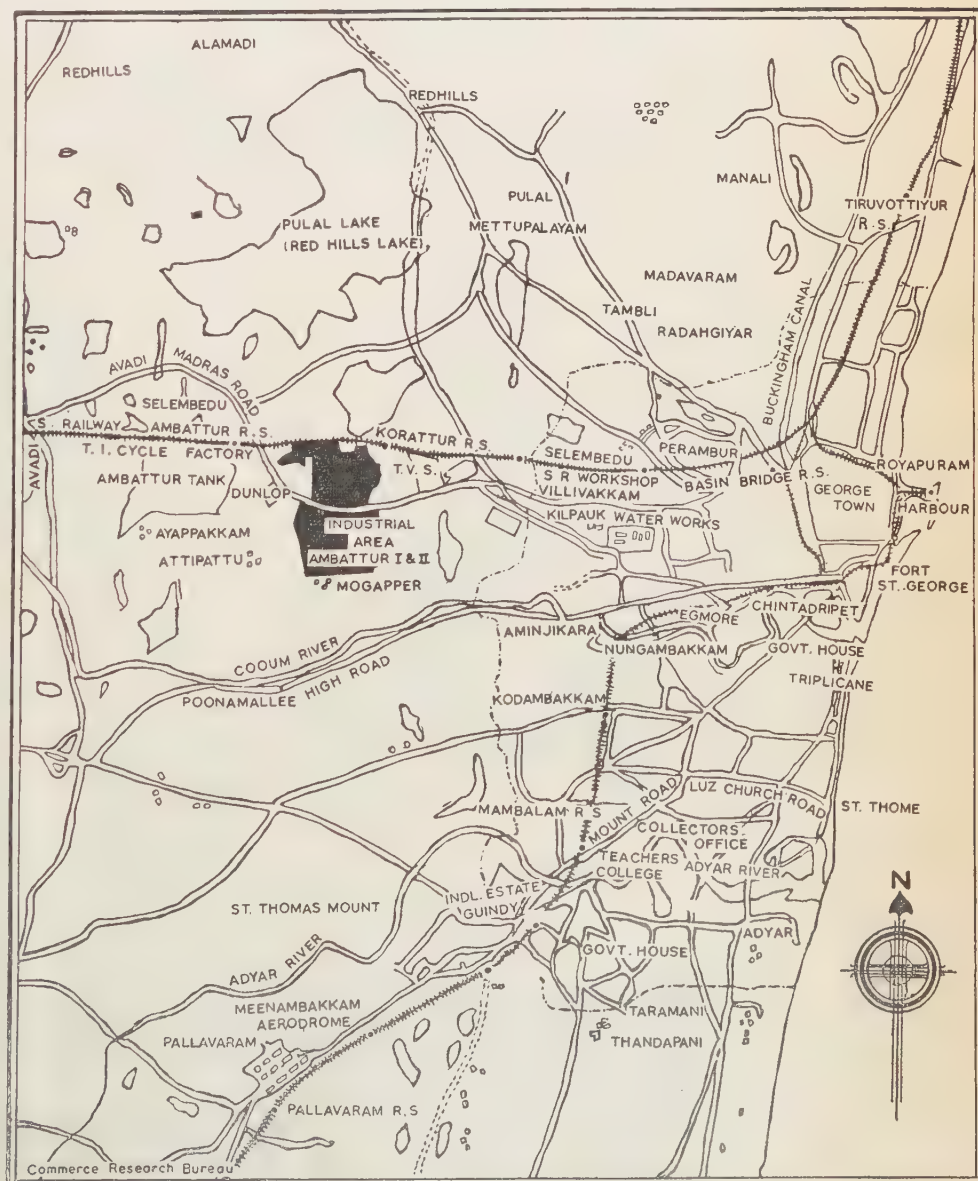 ALAMADI
REDHILLS
REDHILLS
PULAL
MANALI
TIRUVOTTIYUR
R.S.
PULAL LAKE
(RED HILLS LAKE)
METTUPALAYAM
MADAVARAM
TAMBLI
RADAHGIYAR
BUCKINGHAM CANAL
AVADI MADRAS ROAD
SELEMBEDU
S. RAILWAY AMBATTUR R.S.
KORATTUR R.S
SELEMBEDU
PERAMBUR
ROYAPURAM
AVADI
T. I. CYCLE FACTORY
AMBATTUR TANK
DUNLOP
T.V.S.
S R WORKSHOP
VILLIVAKKAM
BASIN BRIDGE R.S.
GEORGE
TOWN
HARBOUR
AYAPPAKKAM
ATTIPATTU
INDUSTRIAL
AREA
AMBATTUR I & II
KILPAUK WATER WORKS
MOGAPPER
FORT
ST. GEORGE
COOUM RIVER
POONAMALLEE HIGH ROAD
AMINJIKARA
EGMORE
CHINTADRIPET
NUNGAMBAKKAM
GOVT. HOUSE
TRIPLICANE
KODAMBAKKAM
MAMBALAM R S
MOUNT ROAD
LUZ CHURCH ROAD
ST. THOME
COLLECTORS'
OFFICE
TEACHERS
COLLEGE
ADYAR RIVER
N
ST. THOMAS MOUNT
INDL. ESTATE
GUINDY
ADYAR
GOVT. HOUSE
ADYAR RIVER
MEENAMBAKKAM
AERODROME
TARAMANI
THANDAPANI
PALLAVARAM
PALLAVARAM R.S
Commerce Research Bureau